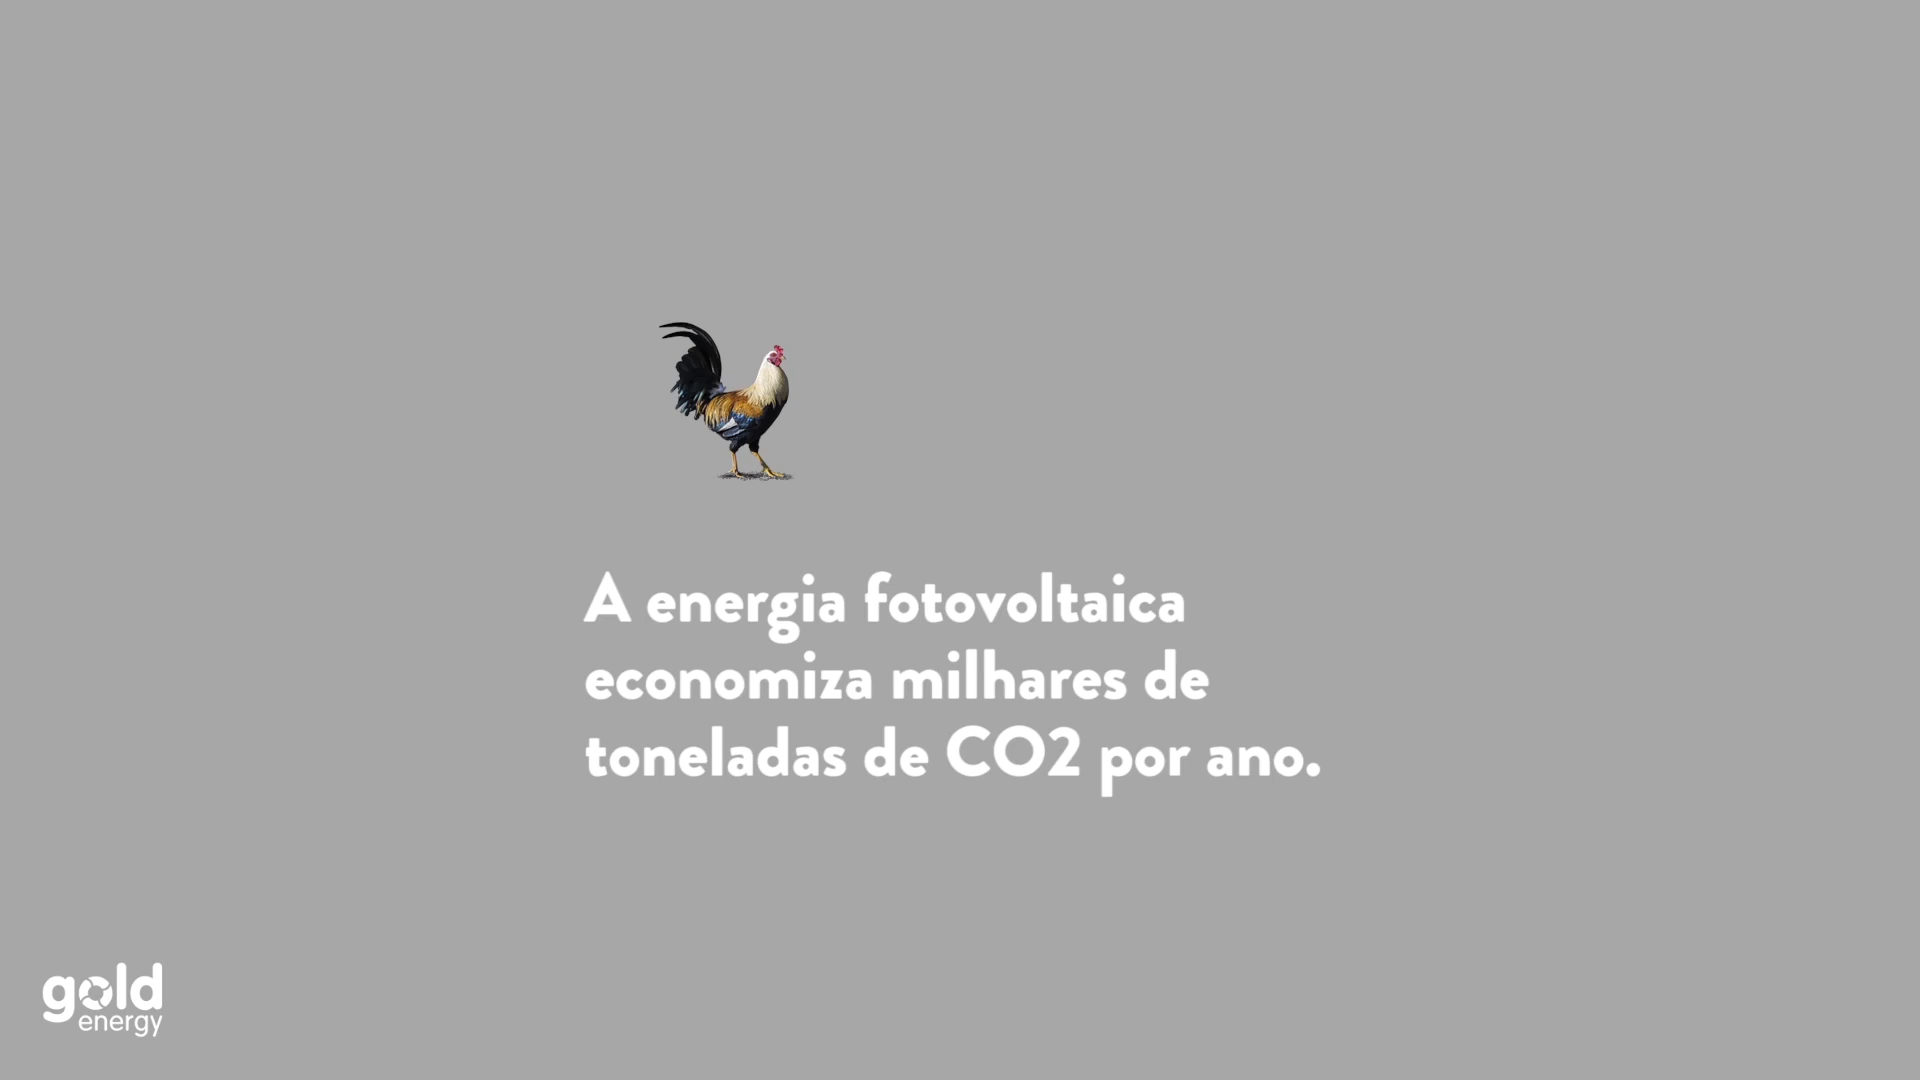 A energia fotovoltaica
economiza milhares de
toneladas de CO2 por ano.
gold
energy